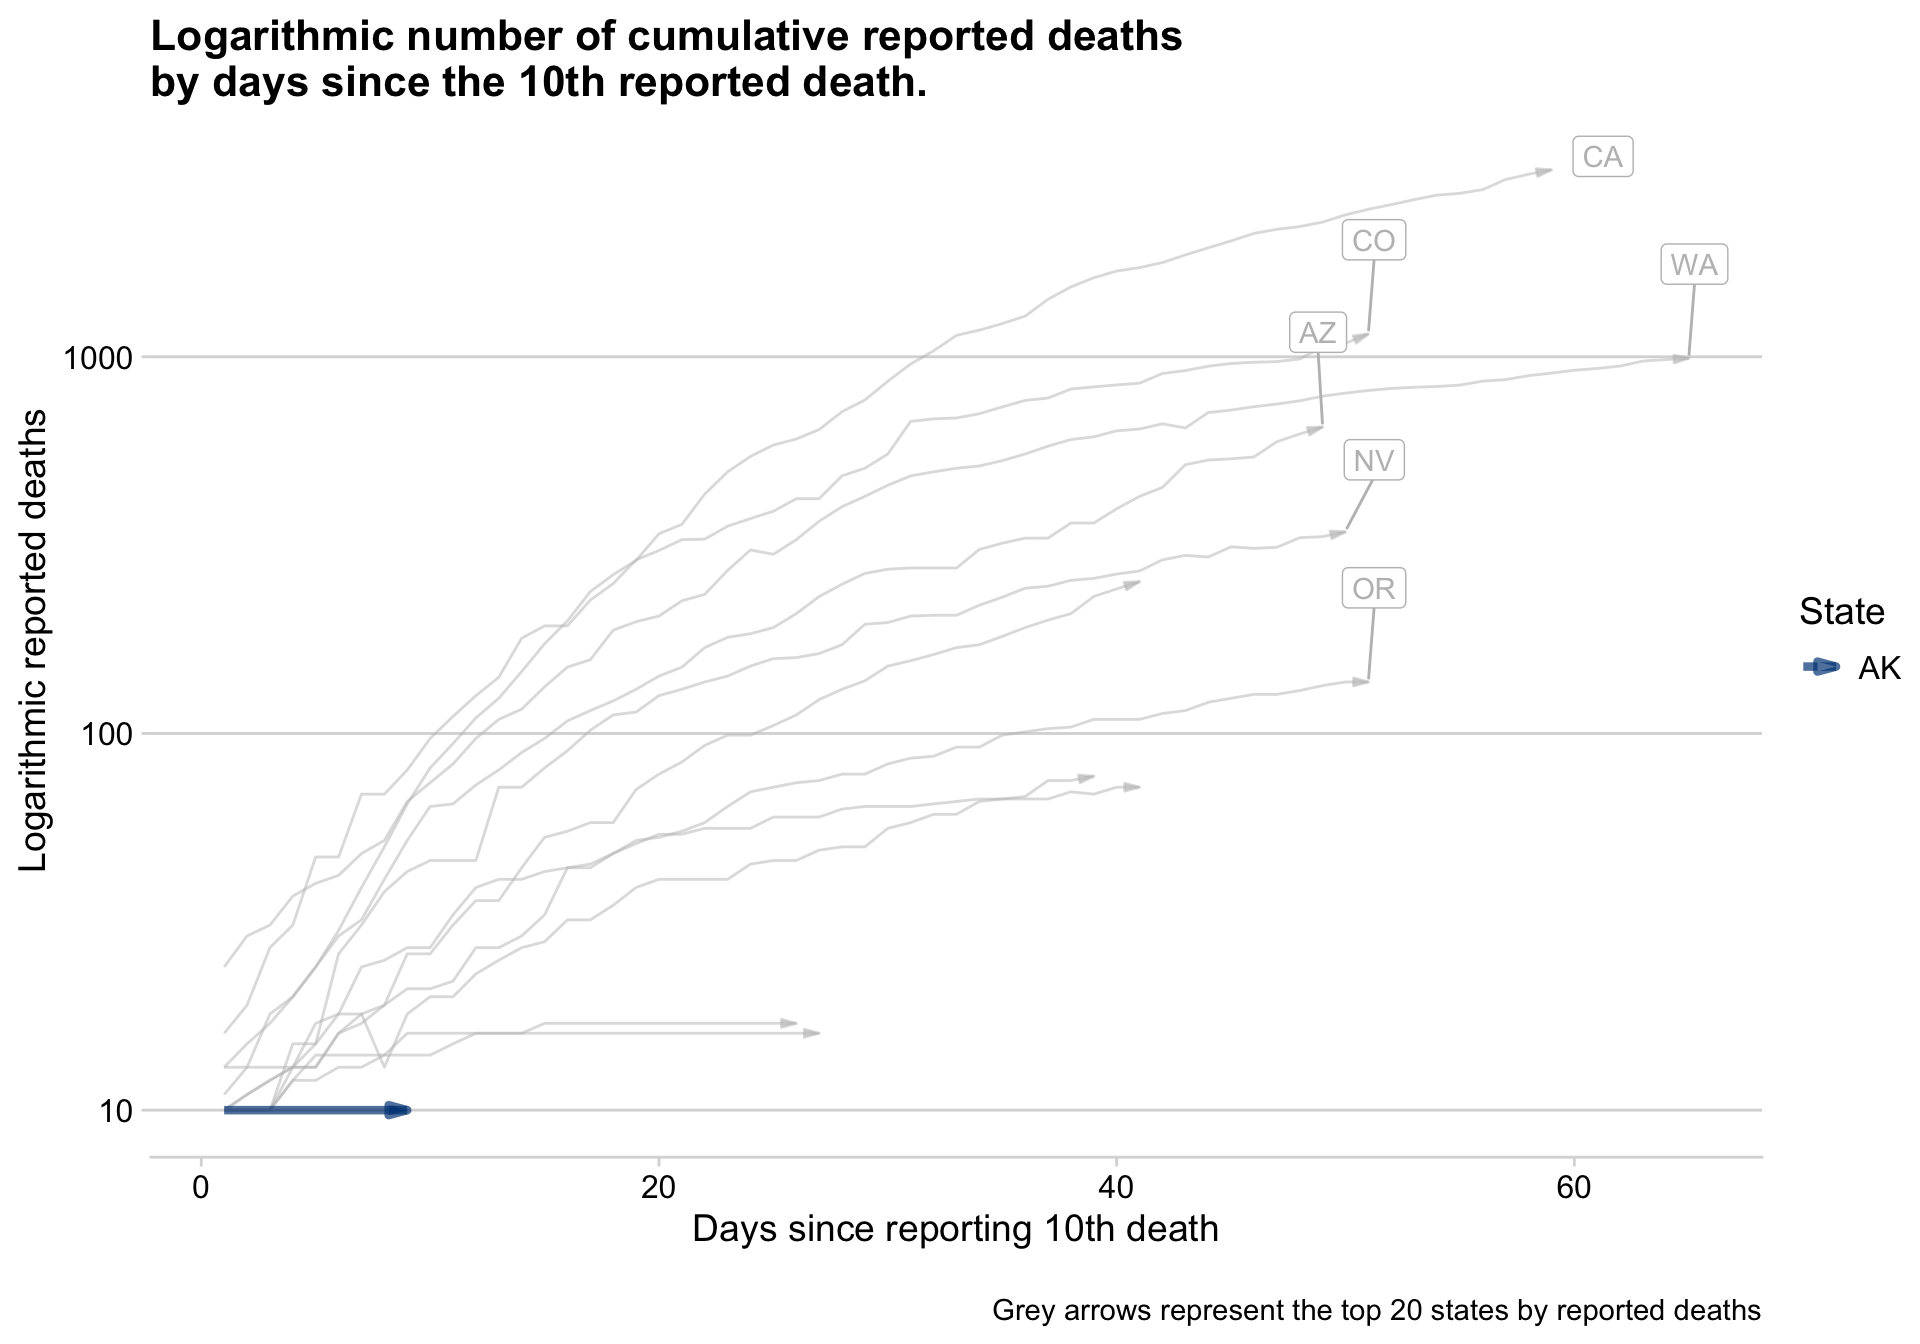 Logarithmic number of cumulative reported deaths
by days since the 10th reported death.
CA
CO
WA
AZ
1000
NV
OR
State
AK
100
10
Logarithmic reported deaths
0 20 40 60
Days since reporting 10th death
Grey arrows represent the top 20 states by reported deaths